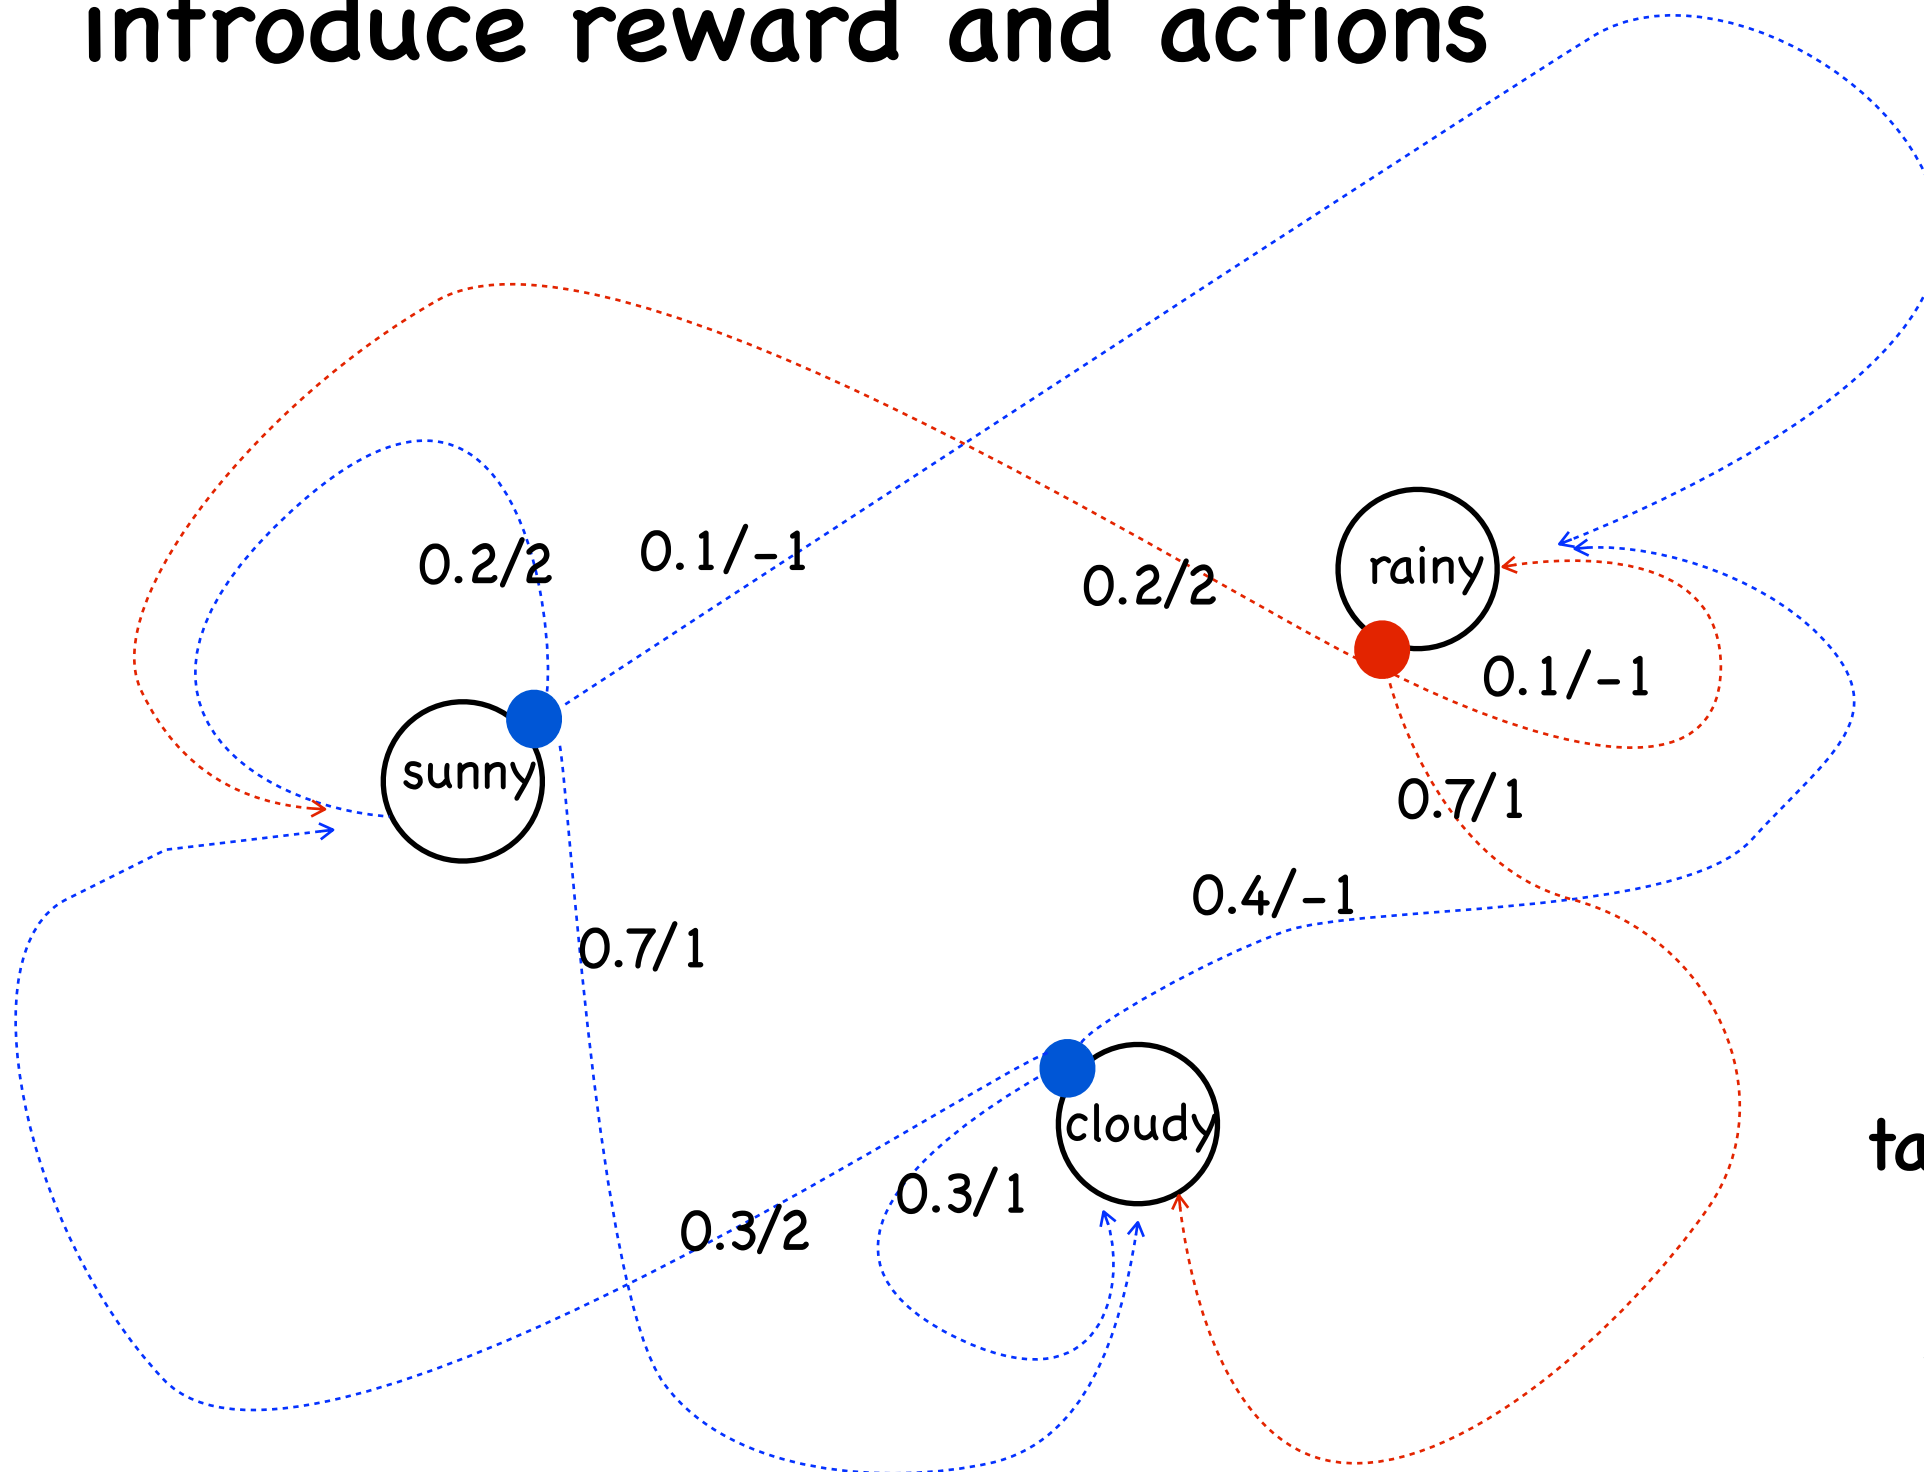 introduce reward and actions
0.2/2
0.1/-1
0.2/2
rainy
0.1/-1
sunny
0.7/1
0.4/-1
0.7/1
cloudy
0.3/1
0.3/2